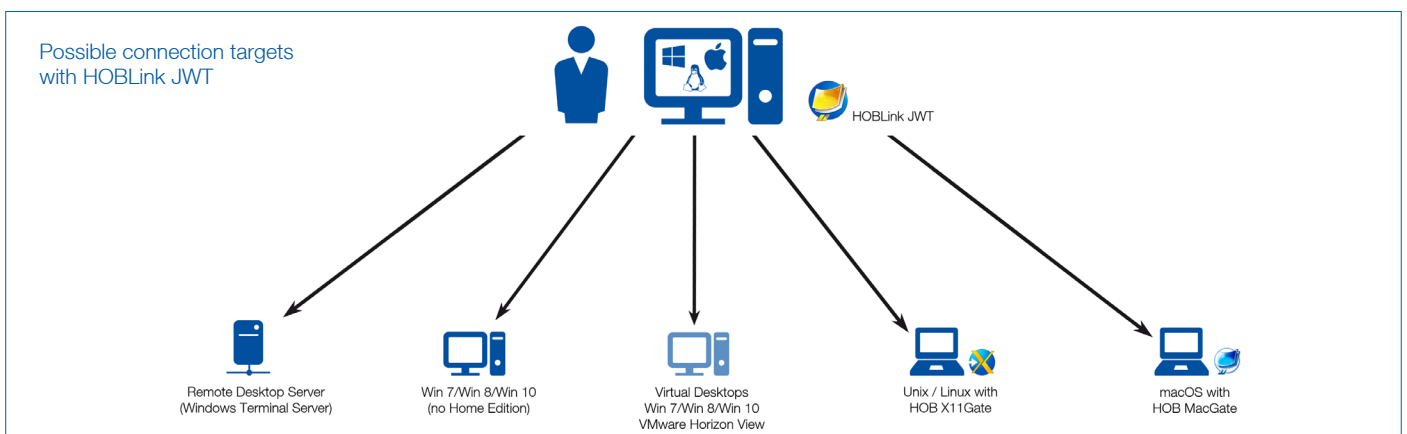 Possible connection targets
with HOBLink JWT
HOBLink JWT
Remote Desktop Server
(Windows Terminal Server)
Win 7/Win 8/Win 10
(no Home Edition)
Virtual Desktops
Win 7/Win 8/Win 10
VMware Horizon View
Unix / Linux with
HOB X11Gate
macOS with
HOB MacGate